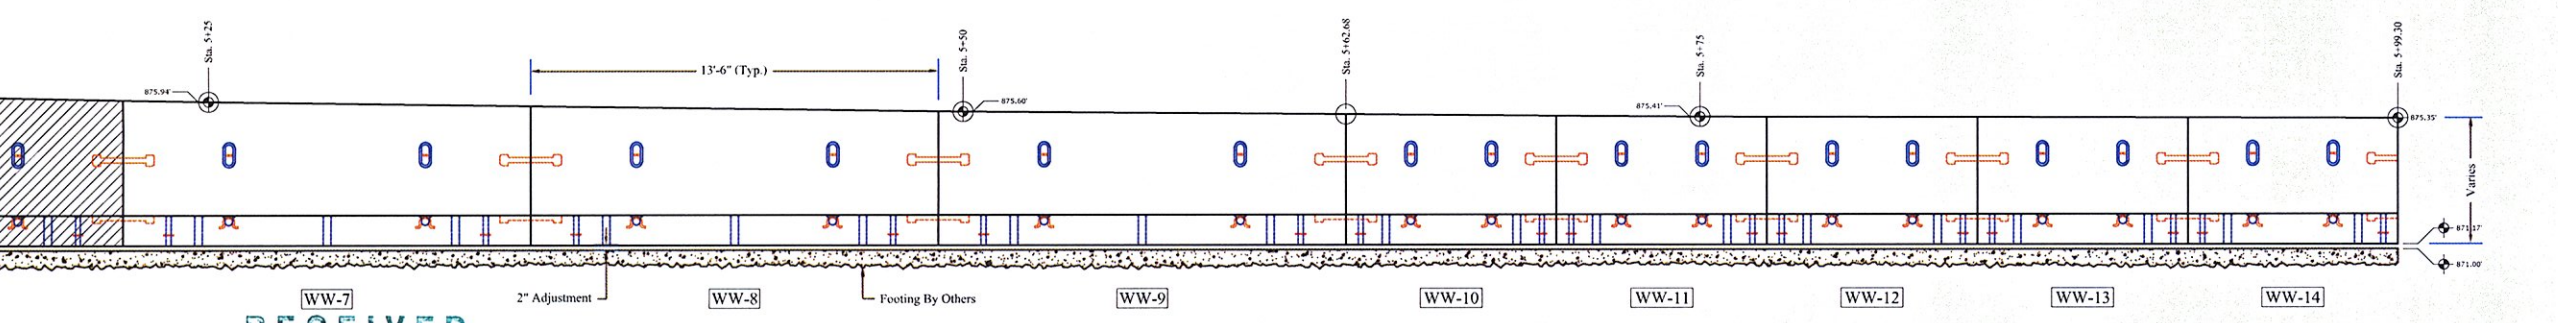 Sta. 5+25
Sta. 5+50
Sta. 5+62.68
Sta. 5+75
Sta. 5+99.30
13'-6" (Typ.)
875.94'
875.60'
875.41'
875.35'
Varies
871.17'
871.00'
2" Adjustment
Footing By Others
WW-7
WW-8
WW-9
WW-10
WW-11
WW-12
WW-13
WW-14
RECEIVED